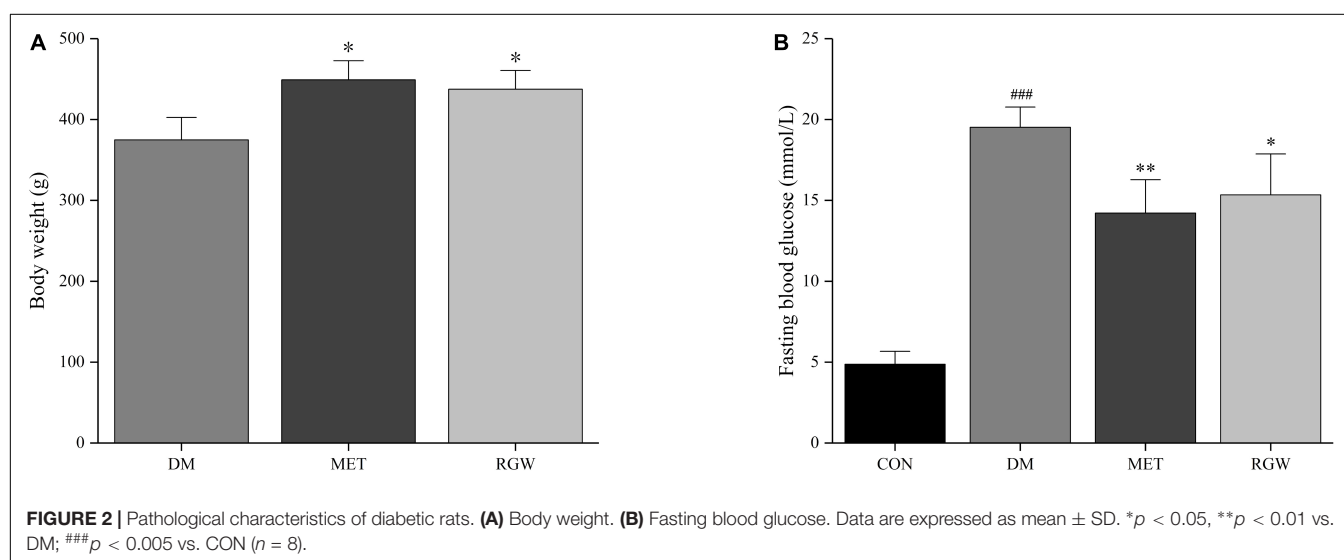 A
500
400
300
200
100
0
Body weight (g)
*
*
DM MET RGW
B
25
20
15
10
5
0
Fasting blood glucose (mmol/L)
###
**
*
CON DM MET RGW
FIGURE 2 | Pathological characteristics of diabetic rats. (A) Body weight. (B) Fasting blood glucose. Data are expressed as mean ± SD. *p < 0.05, **p < 0.01 vs.
DM; ###p < 0.005 vs. CON (n = 8).